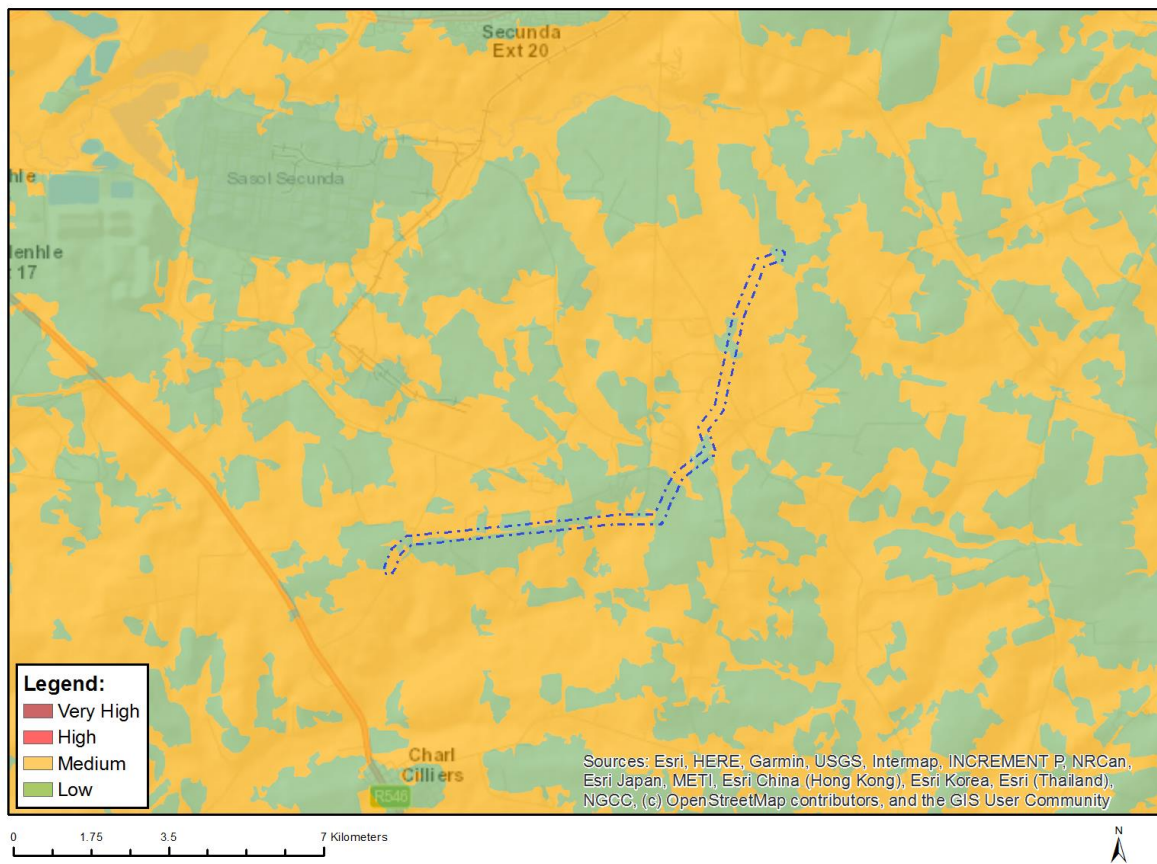 Secunda
Ext 20
hle
Sasol Secunda
lenhle
: 17
Legend:
Very High
High
Medium
Low
Charl
Cilliers
R546
Sources: Esri, HERE, Garmin, USGS, Intermap, INCREMENT P, NRCan,
Esri Japan, METI, Esri China (Hong Kong), Esri Korea, Esri (Thailand),
NGCC, (c) OpenStreetMap contributors, and the GIS User Community
0 1.75 3.5 7 Kilometers
N